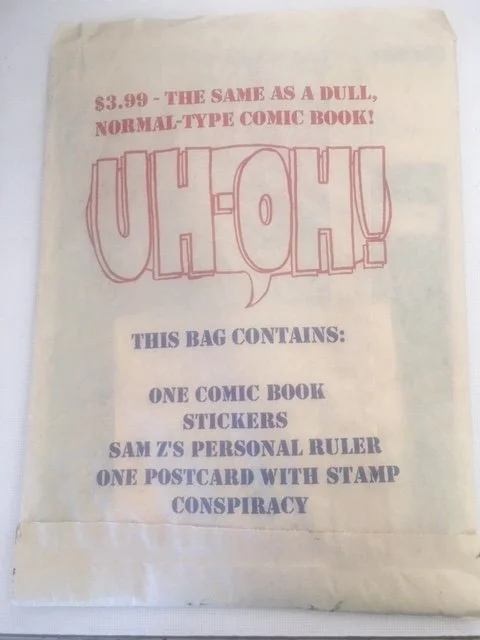 $3.99 - THE SAME AS A DULL,
NORMAL-TYPE COMIC BOOK!
UH-OH!
THIS BAG CONTAINS:
ONE COMIC BOOK
STICKERS
SAM Z'S PERSONAL RULER
ONE POSTCARD WITH STAMP
CONSPIRACY